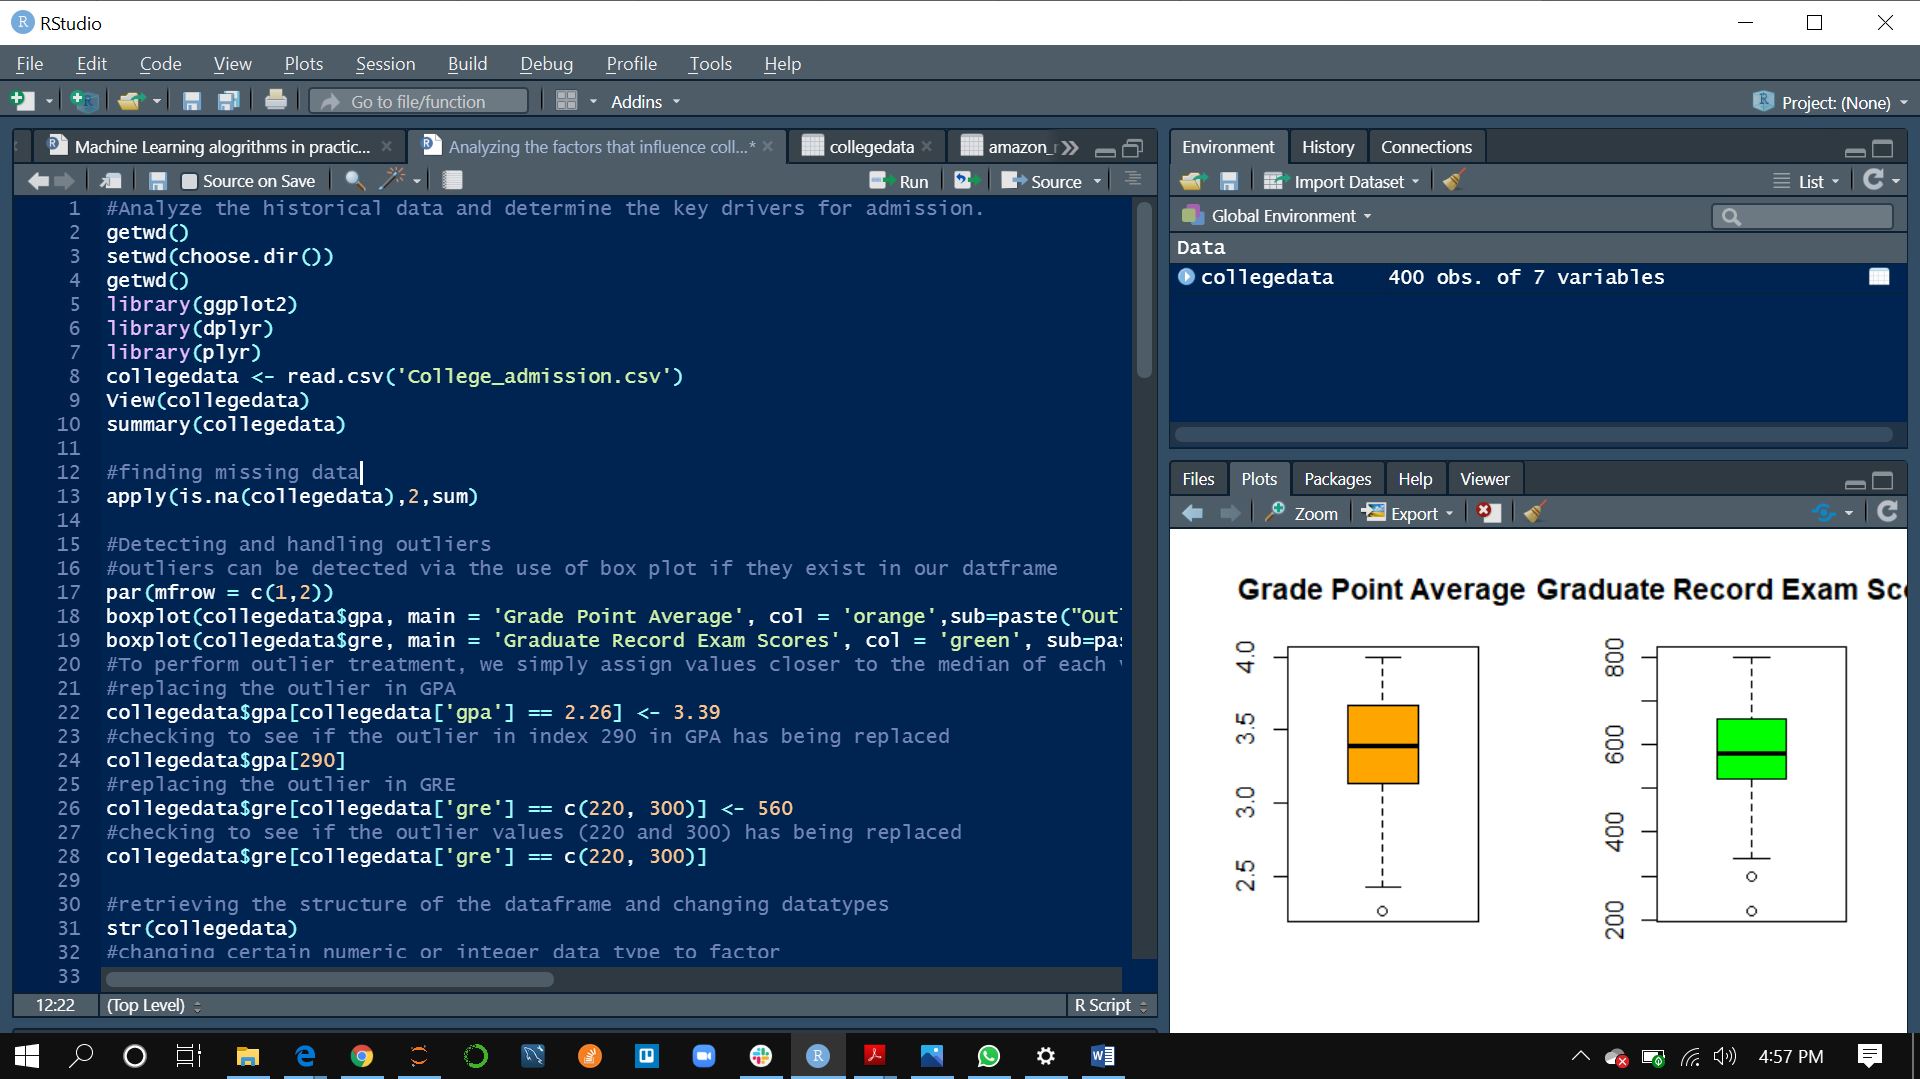 RStudio
File Edit Code View Plots Session Build Debug Profile Tools Help
Go to file/function Addins Project: (None)
Machine Learning alogrithms in practic... Analyzing the factors that influence coll...* collegedata amazon_r
Source on Save Run Source
1 #Analyze the historical data and determine the key drivers for admission.
2 getwd()
3 setwd(choose.dir())
4 getwd()
5 library(ggplot2)
6 library(dplyr)
7 library(plyr)
8 collegedata <- read.csv('College_admission.csv')
9 View(collegedata)
10 summary(collegedata)
11
12 #finding missing data
13 apply(is.na(collegedata),2,sum)
14
15 #Detecting and handling outliers
16 #outliers can be detected via the use of box plot if they exist in our datframe
17 par(mfrow = c(1,2))
18 boxplot(collegedata$gpa, main = 'Grade Point Average', col = 'orange',sub=paste("Out
19 boxplot(collegedata$gre, main = 'Graduate Record Exam Scores', col = 'green', sub=pa
20 #To perform outlier treatment, we simply assign values closer to the median of each
21 #replacing the outlier in GPA
22 collegedata$gpa[collegedata['gpa'] == 2.26] <- 3.39
23 #checking to see if the outlier in index 290 in GPA has being replaced
24 collegedata$gpa[290]
25 #replacing the outlier in GRE
26 collegedata$gre[collegedata['gre'] == c(220, 300)] <- 560
27 #checking to see if the outlier values (220 and 300) has being replaced
28 collegedata$gre[collegedata['gre'] == c(220, 300)]
29
30 #retrieving the structure of the dataframe and changing datatypes
31 str(collegedata)
32 #changing certain numeric or integer data type to factor
33
12:22 (Top Level) R Script
Environment History Connections
Import Dataset List
Global Environment
Data
collegedata 400 obs. of 7 variables
Files Plots Packages Help Viewer
Zoom Export
Grade Point Average Graduate Record Exam Sc
4.0
3.5
3.0
2.5
800
600
400
200
4:57 PM